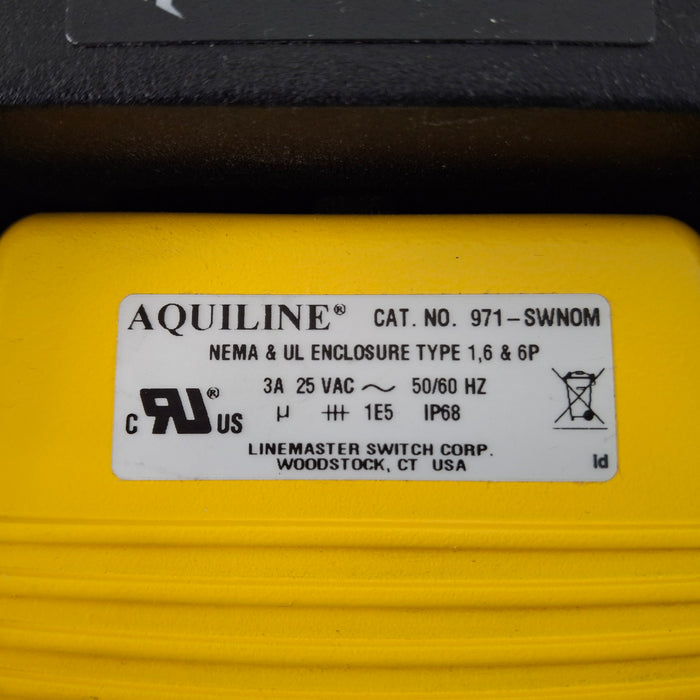 AQUILINE® CAT. NO. 971-SWNOM
NEMA & UL ENCLOSURE TYPE 1,6 & 6P
3A 25 VAC ~ 50/60 HZ
µ 1E5 IP68
c RU® US
LINEMASTER SWITCH CORP.
WOODSTOCK, CT USA
ld